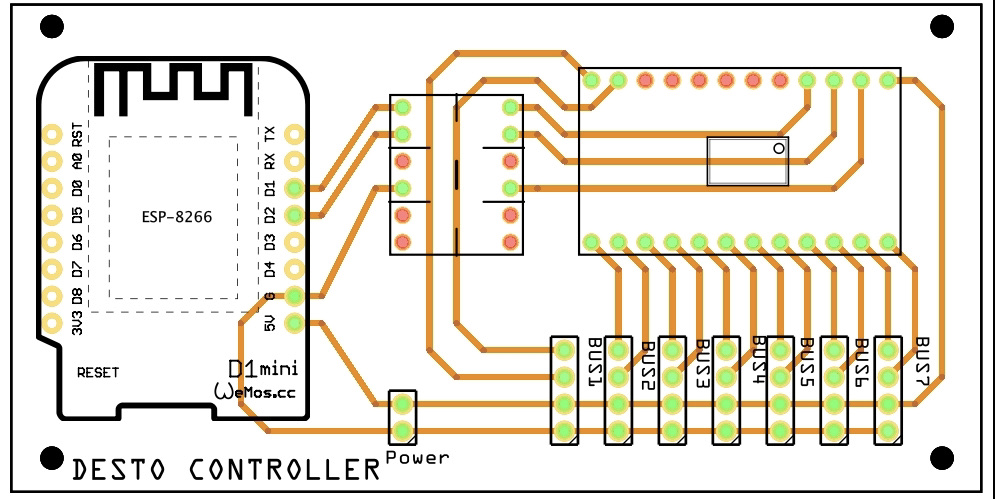 RST
A0
D0
D5
D6
D7
D8
3V3
TX
RX
D1
D2
D3
D4
G
5V
ESP-8266
RESET
D1mini
WeMos.cc
BUS1
BUS2
BUS3
BUS4
BUS5
BUS6
BUS7
Power
DESTO CONTROLLER